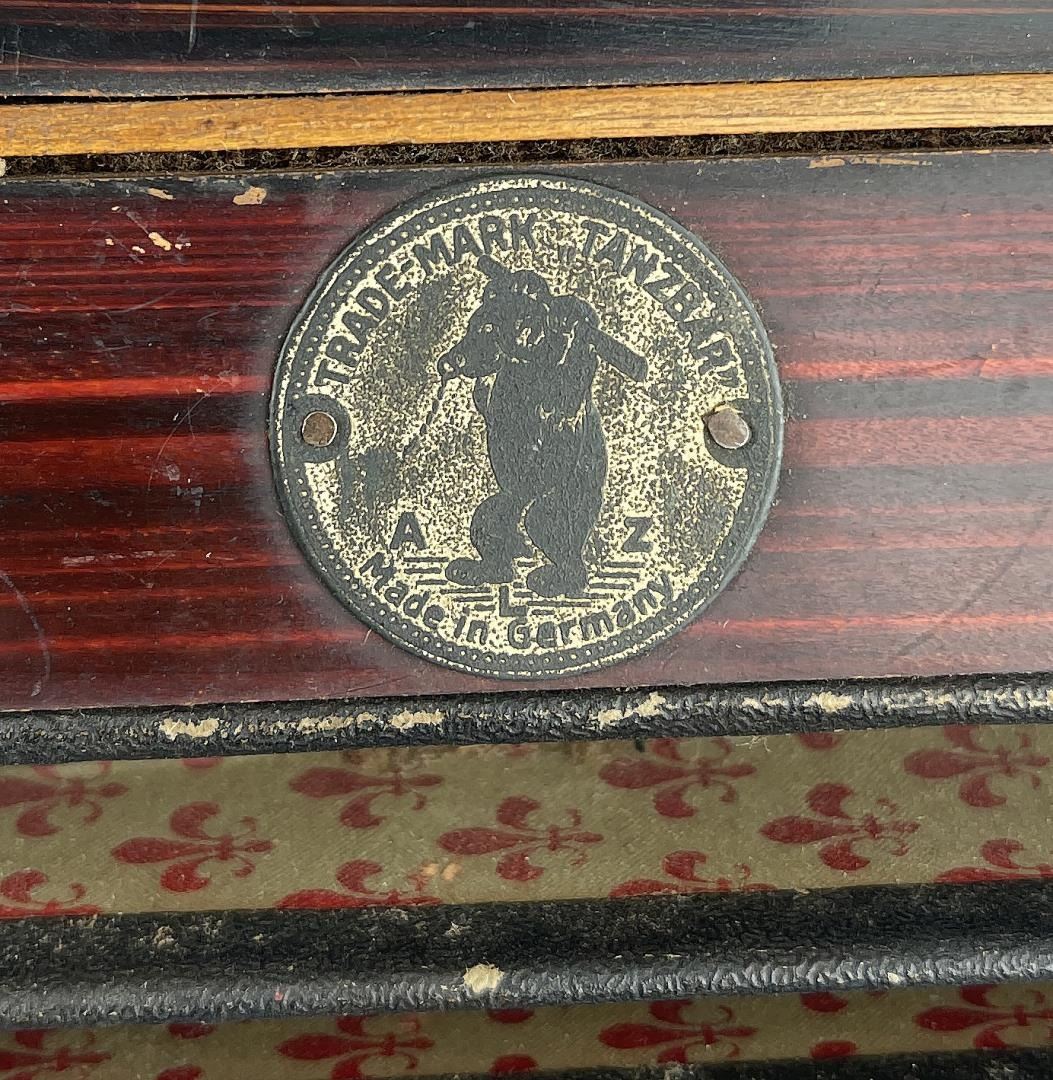 TRADE-MARK "TANZBÄR"
A Z
L
Made in Germany